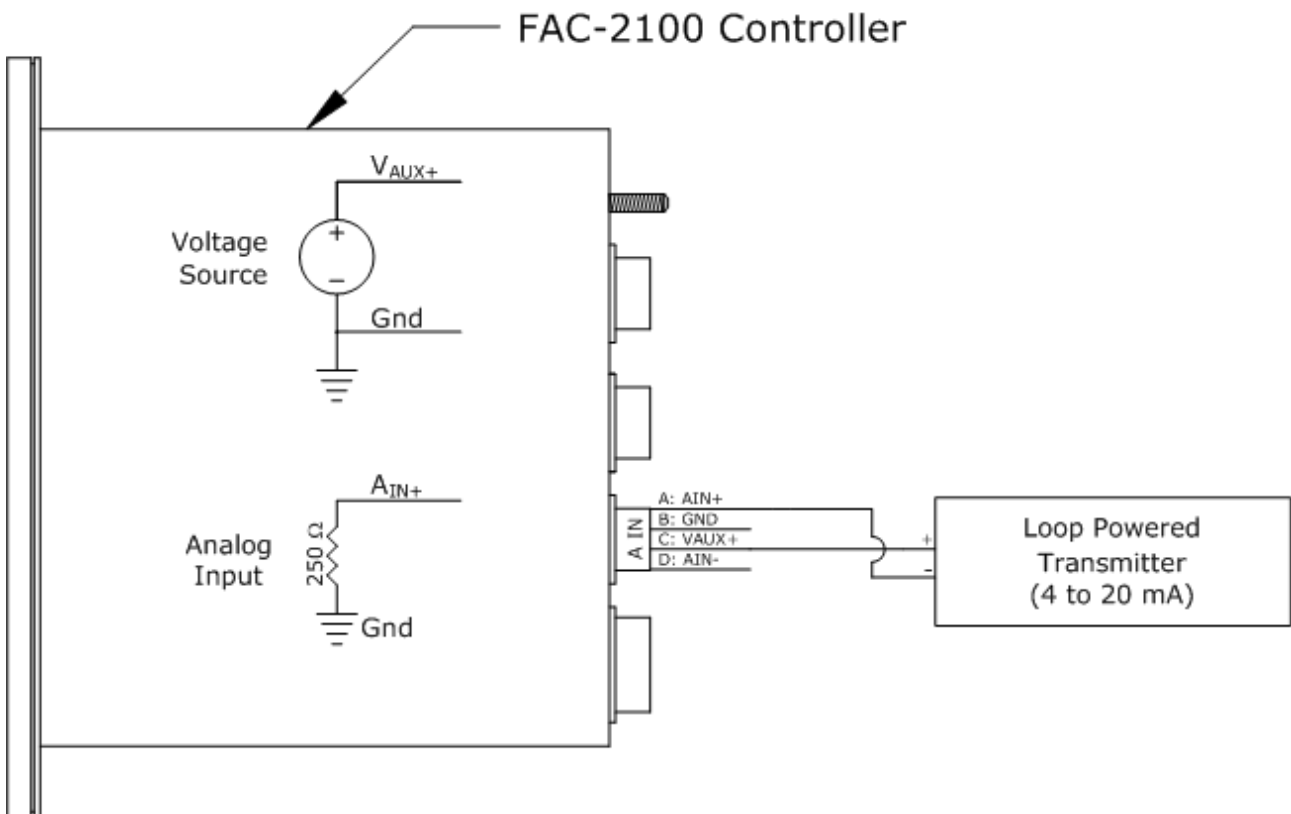 FAC-2100 Controller
VAUX+
Voltage
Source
+
−
Gnd
AIN+
Analog
Input
250 Ω
Gnd
A IN
A: AIN+
B: GND
C: VAUX+
D: AIN-
+
-
Loop Powered
Transmitter
(4 to 20 mA)